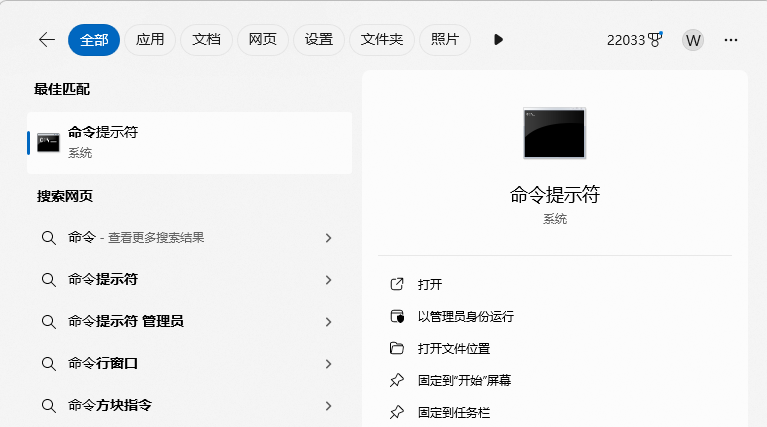 全部 应用 文档 网页 设置 文件夹 照片 22033 W
最佳匹配
命令提示符
系统
搜索网页
命令 - 查看更多搜索结果
命令提示符
命令提示符 管理员
命令行窗口
命令方块指令
命令提示符
系统
打开
以管理员身份运行
打开文件位置
固定到“开始”屏幕
固定到任务栏